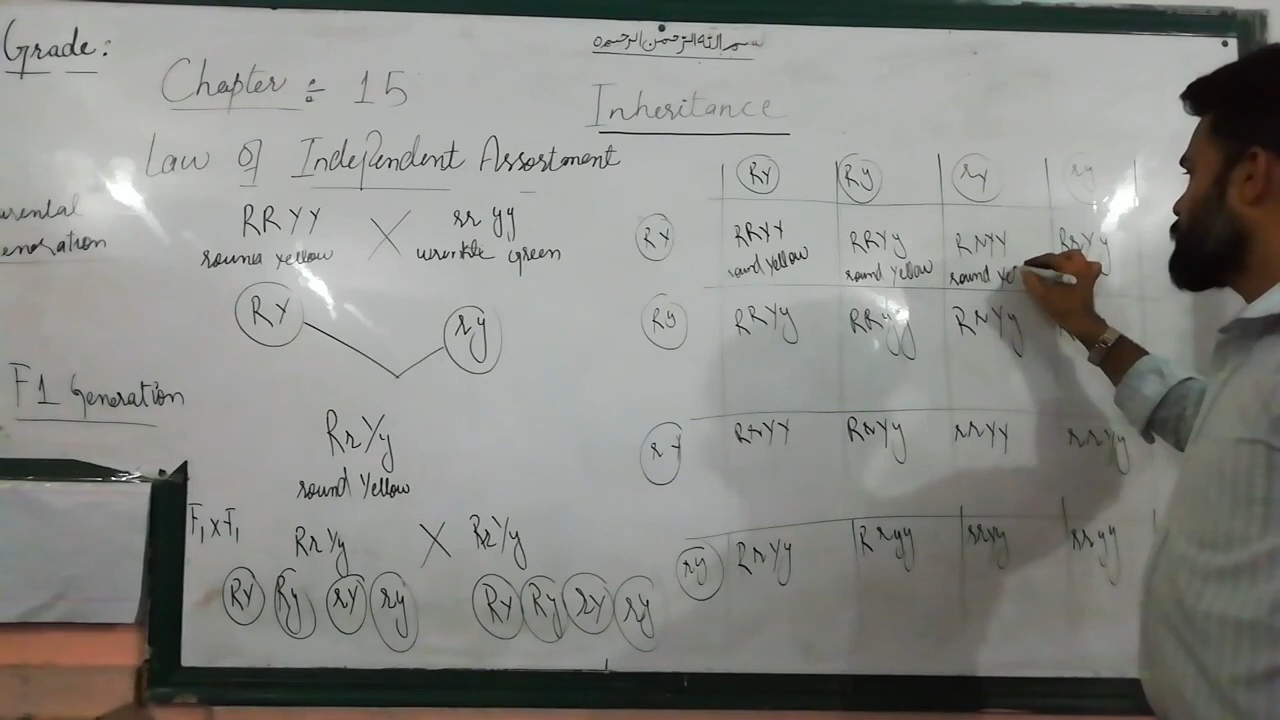 Grade:
بسم الله الرحمن الرحيم
Chapter ÷ 15
Inheritance
Law of Independent Assortment
RRYY X rr yy
round yellow wrinkle green
RY ry
F1 Generation
RrYy
round Yellow
F1 x F1
RrYy X RrYy
RY Ry rY ry RY Ry rY ry
RY Ry rY ry
RY RRYY RRYy RrYY RrYy
round yellow round yellow round
Ry RRYy RRyy RrYy
rY RrYY RrYy rrYY rrYy
ry RrYy Rryy rrYy rryy